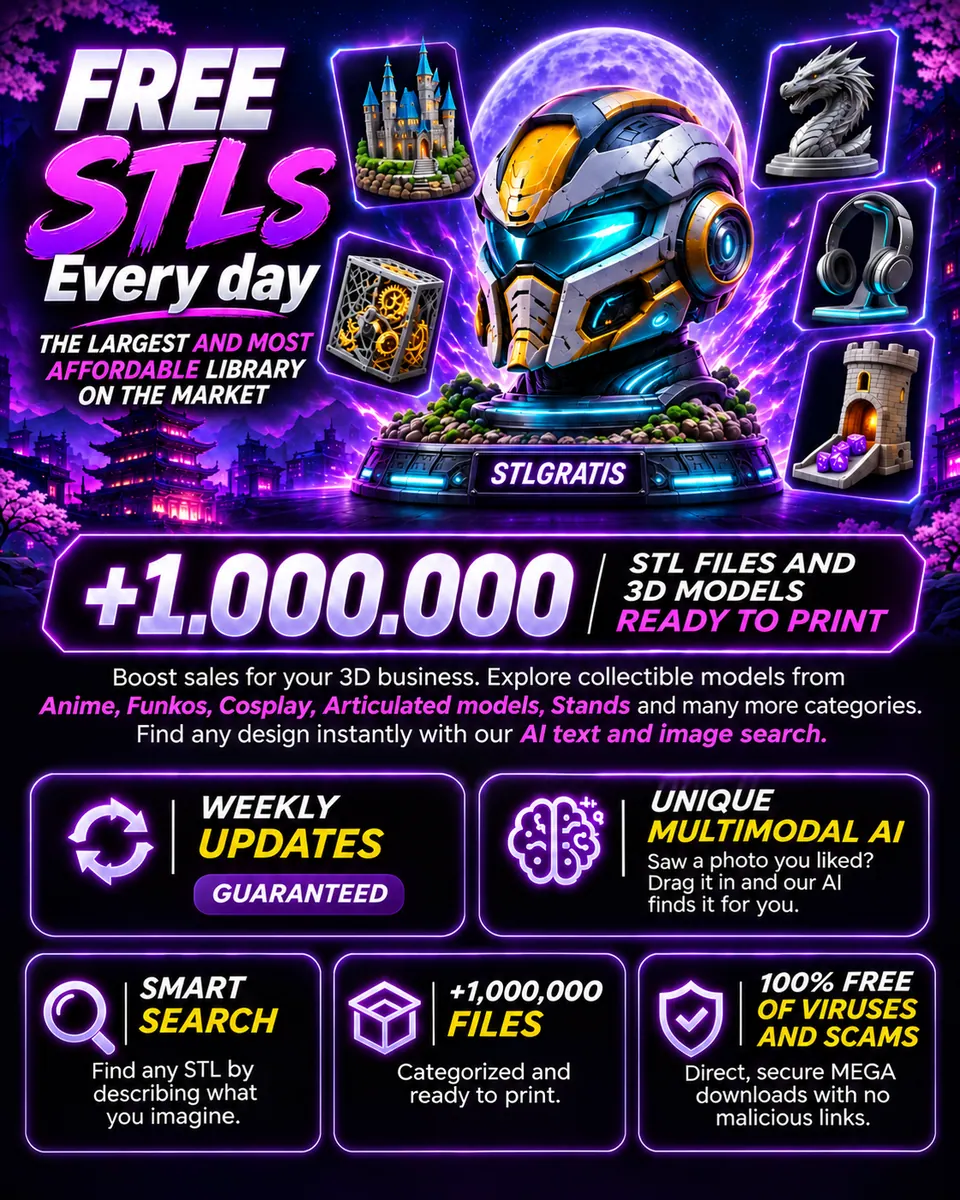 FREE
STLS
Every day
THE LARGEST AND MOST
AFFORDABLE LIBRARY
ON THE MARKET
STLGRATIS
+1.000.000
STL FILES AND
3D MODELS
READY TO PRINT
Boost sales for your 3D business. Explore collectible models from
Anime, Funkos, Cosplay, Articulated models, Stands and many more categories.
Find any design instantly with our AI text and image search.
WEEKLY
UPDATES
GUARANTEED
UNIQUE
MULTIMODAL AI
Saw a photo you liked?
Drag it in and our AI
finds it for you.
SMART
SEARCH
Find any STL by
describing what
you imagine.
+1,000,000
FILES
Categorized and
ready to print.
100% FREE
OF VIRUSES
AND SCAMS
Direct, secure MEGA
downloads with no
malicious links.